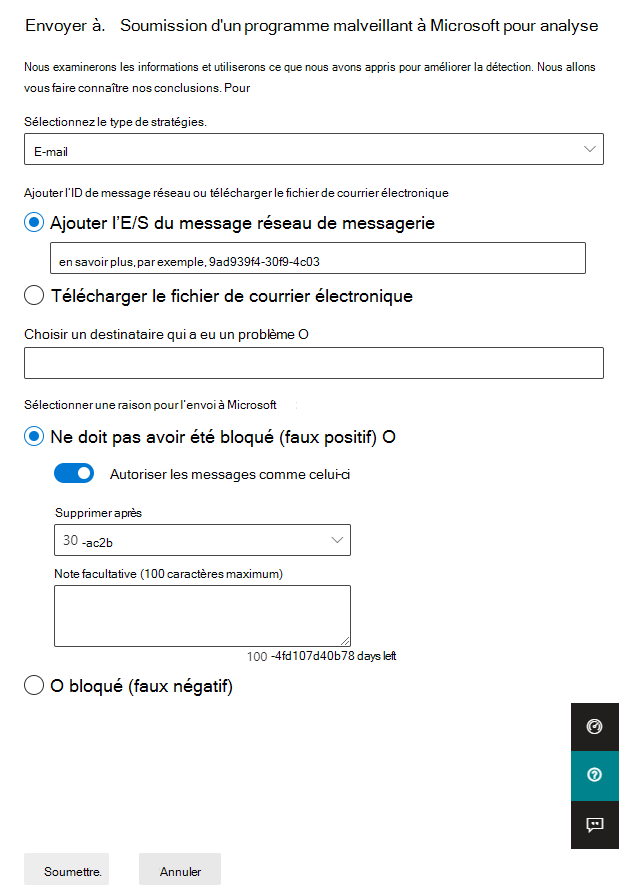 Envoyer à. Soumission d'un programme malveillant à Microsoft pour analyse
Nous examinerons les informations et utiliserons ce que nous avons appris pour améliorer la détection. Nous allons
vous faire connaître nos conclusions. Pour
Sélectionnez le type de stratégies.
E-mail
Ajouter l'ID de message réseau ou télécharger le fichier de courrier électronique
Ajouter l’E/S du message réseau de messagerie
en savoir plus, par exemple, 9ad939f4-30f9-4c03
Télécharger le fichier de courrier électronique
Choisir un destinataire qui a eu un problème O
Sélectionner une raison pour l'envoi à Microsoft
Ne doit pas avoir été bloqué (faux positif) O
Autoriser les messages comme celui-ci
Supprimer après
30 -ac2b
Note facultative (100 caractères maximum)
100 -4fd107d40b78 days left
O bloqué (faux négatif)
Soumettre. Annuler